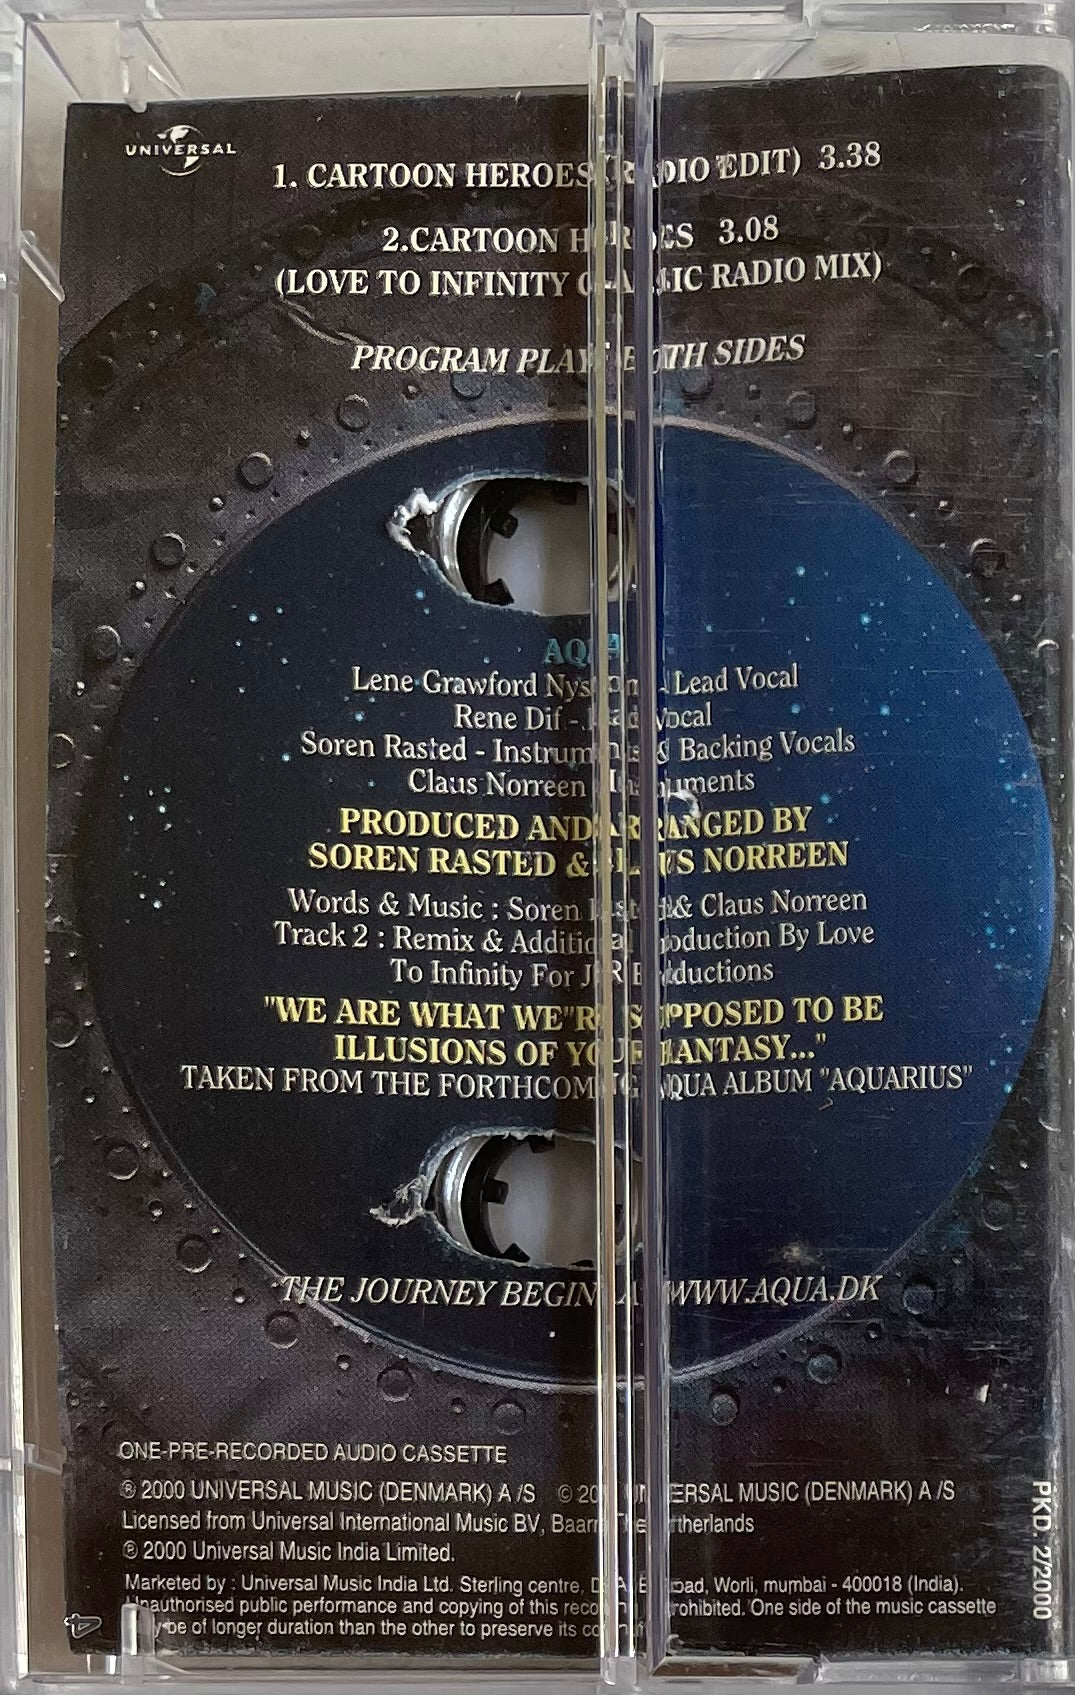 UNIVERSAL
1. CARTOON HEROES (RADIO EDIT) 3.38
2.CARTOON HEROES 3.08
(LOVE TO INFINITY CLASSIC RADIO MIX)
PROGRAM PLAYS BOTH SIDES
AQUA
Lene Grawford Nystrom - Lead Vocal
Rene Dif - Lead Vocal
Soren Rasted - Instruments & Backing Vocals
Claus Norreen - Instruments
PRODUCED AND ARRANGED BY
SOREN RASTED & CLAUS NORREEN
Words & Music : Soren Rasted & Claus Norreen
Track 2 : Remix & Additional Production By Love
To Infinity For Productions
"WE ARE WHAT WE"RE SUPPOSED TO BE
ILLUSIONS OF YOUR FANTASY..."
TAKEN FROM THE FORTHCOMING AQUA ALBUM "AQUARIUS"
THE JOURNEY BEGINS AT WWW.AQUA.DK
ONE-PRE-RECORDED AUDIO CASSETTE
℗ 2000 UNIVERSAL MUSIC (DENMARK) A /S © 2000 UNIVERSAL MUSIC (DENMARK) A /S
Licensed from Universal International Music BV, Baarn The Netherlands
℗ 2000 Universal Music India Limited.
Marketed by : Universal Music India Ltd. Sterling centre, Road, Worli, mumbai - 400018 (India).
Unauthorised public performance and copying of this recording prohibited. One side of the music cassette
may be of longer duration than the other to preserve its
PKD. 2/2000